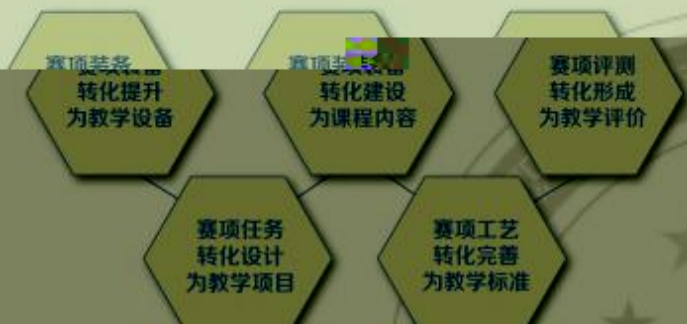 赛项装备
转化提升
为教学设备
赛项
转化建设
为课程内容
赛项评测
转化形成
为教学评价
赛项任务
转化设计
为教学项目
赛项工艺
转化完善
为教学标准